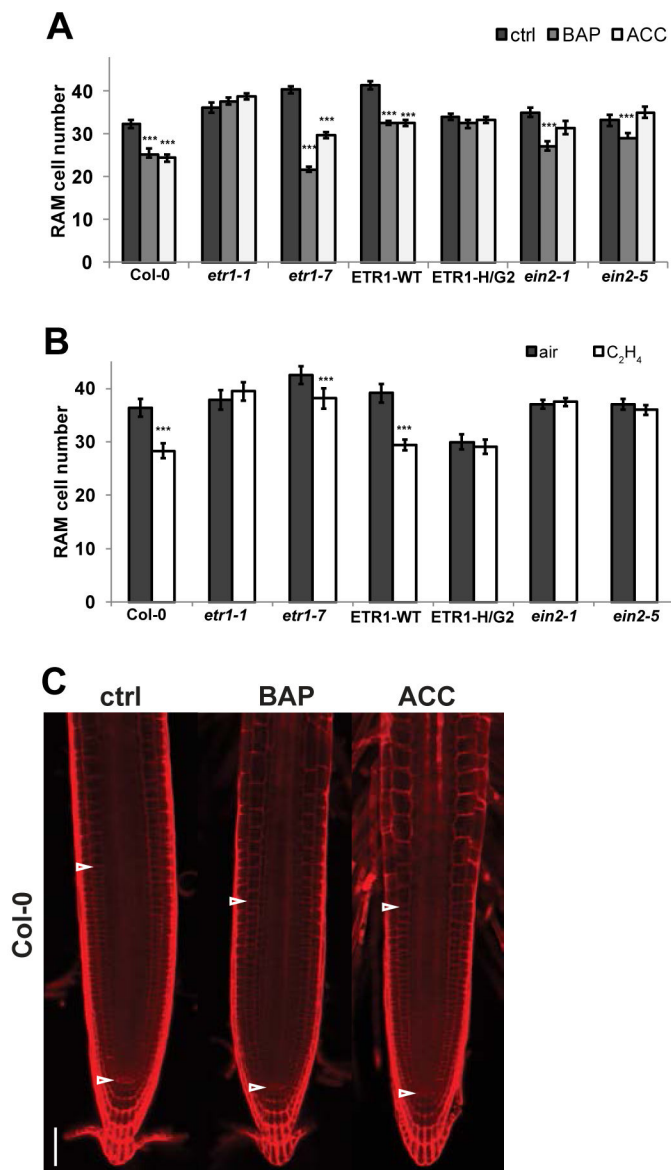 A
ctrl BAP ACC
RAM cell number
40
30
20
10
0
*** ***
*** ***
*** ***
***
***
Col-0 etr1-1 etr1-7 ETR1-WT ETR1-H/G2 ein2-1 ein2-5
B
air C₂H₄
RAM cell number
40
30
20
10
0
***
***
***
Col-0 etr1-1 etr1-7 ETR1-WT ETR1-H/G2 ein2-1 ein2-5
C
ctrl BAP ACC
Col-0